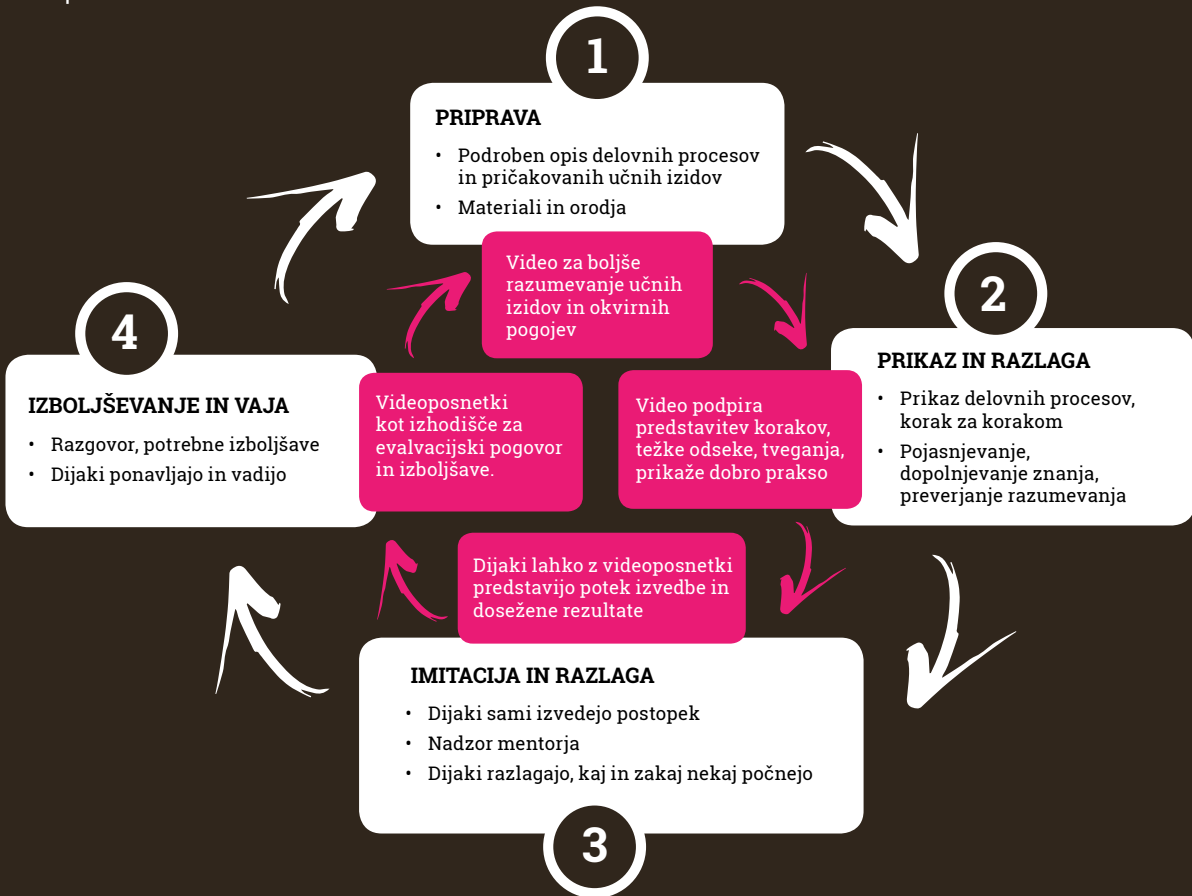 1
PRIPRAVA
• Podroben opis delovnih procesov
in pričakovanih učnih izidov
• Materiali in orodja
Video za boljše
razumevanje učnih
izidov in okvirnih
pogojev
2
PRIKAZ IN RAZLAGA
• Prikaz delovnih procesov,
korak za korakom
• Pojasnjevanje,
dopolnjevanje znanja,
preverjanje razumevanja
Video podpira
predstavitev korakov,
težke odseke, tveganja,
prikaže dobro prakso
4
IZBOLJŠEVANJE IN VAJA
• Razgovor, potrebne izboljšave
• Dijaki ponavljajo in vadijo
Videoposnetki
kot izhodišče za
evalvacijski pogovor
in izboljšave.
Dijaki lahko z videoposnetki
predstavijo potek izvedbe in
dosežene rezultate
IMITACIJA IN RAZLAGA
• Dijaki sami izvedejo postopek
• Nadzor mentorja
• Dijaki razlagajo, kaj in zakaj nekaj počnejo
3